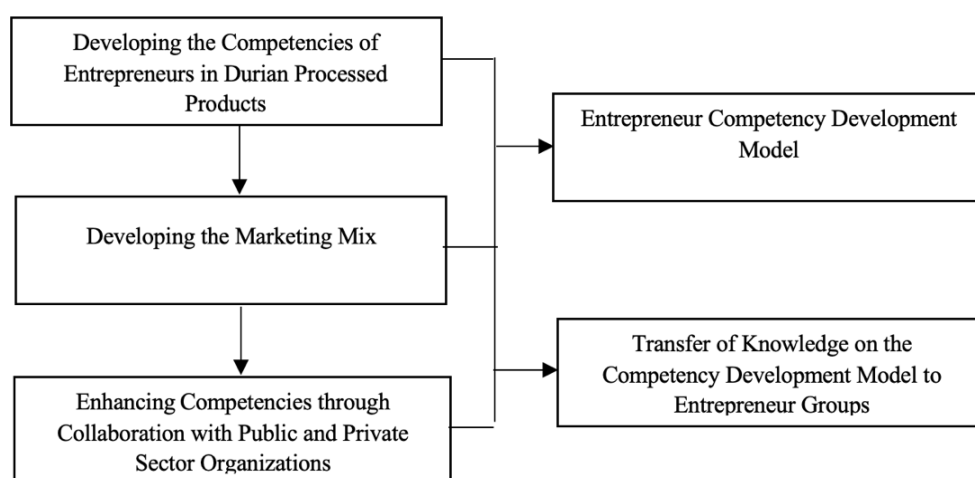 Developing the Competencies of
Entrepreneurs in Durian Processed
Products
Developing the Marketing Mix
Enhancing Competencies through
Collaboration with Public and Private
Sector Organizations
Entrepreneur Competency Development
Model
Transfer of Knowledge on the
Competency Development Model to
Entrepreneur Groups